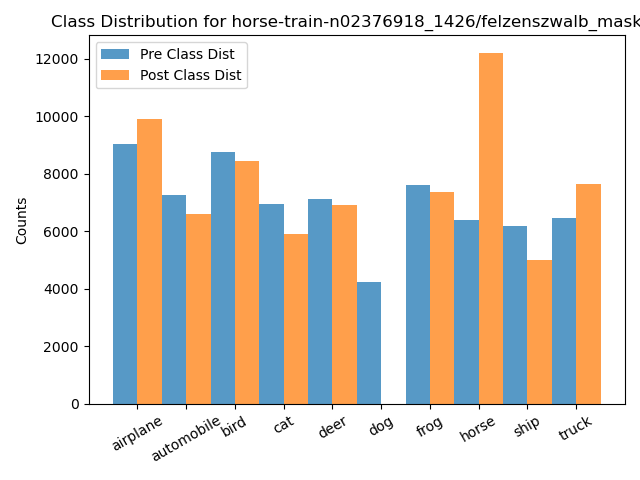 Class Distribution for horse-train-n02376918_1426/felzenszwalb_mask
Pre Class Dist
Post Class Dist
Counts
12000
10000
8000
6000
4000
2000
0
airplane
automobile
bird
cat
deer
dog
frog
horse
ship
truck